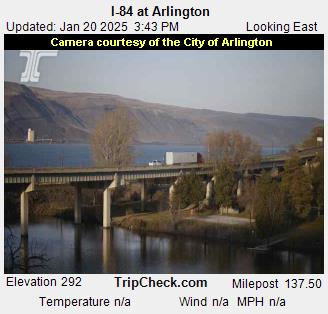 I-84 at Arlington
Updated: Jan 20 2025 3:43 PM Looking East
Camera courtesy of the City of Arlington
Elevation 292 TripCheck.com Milepost 137.50
Temperature n/a Wind n/a MPH n/a